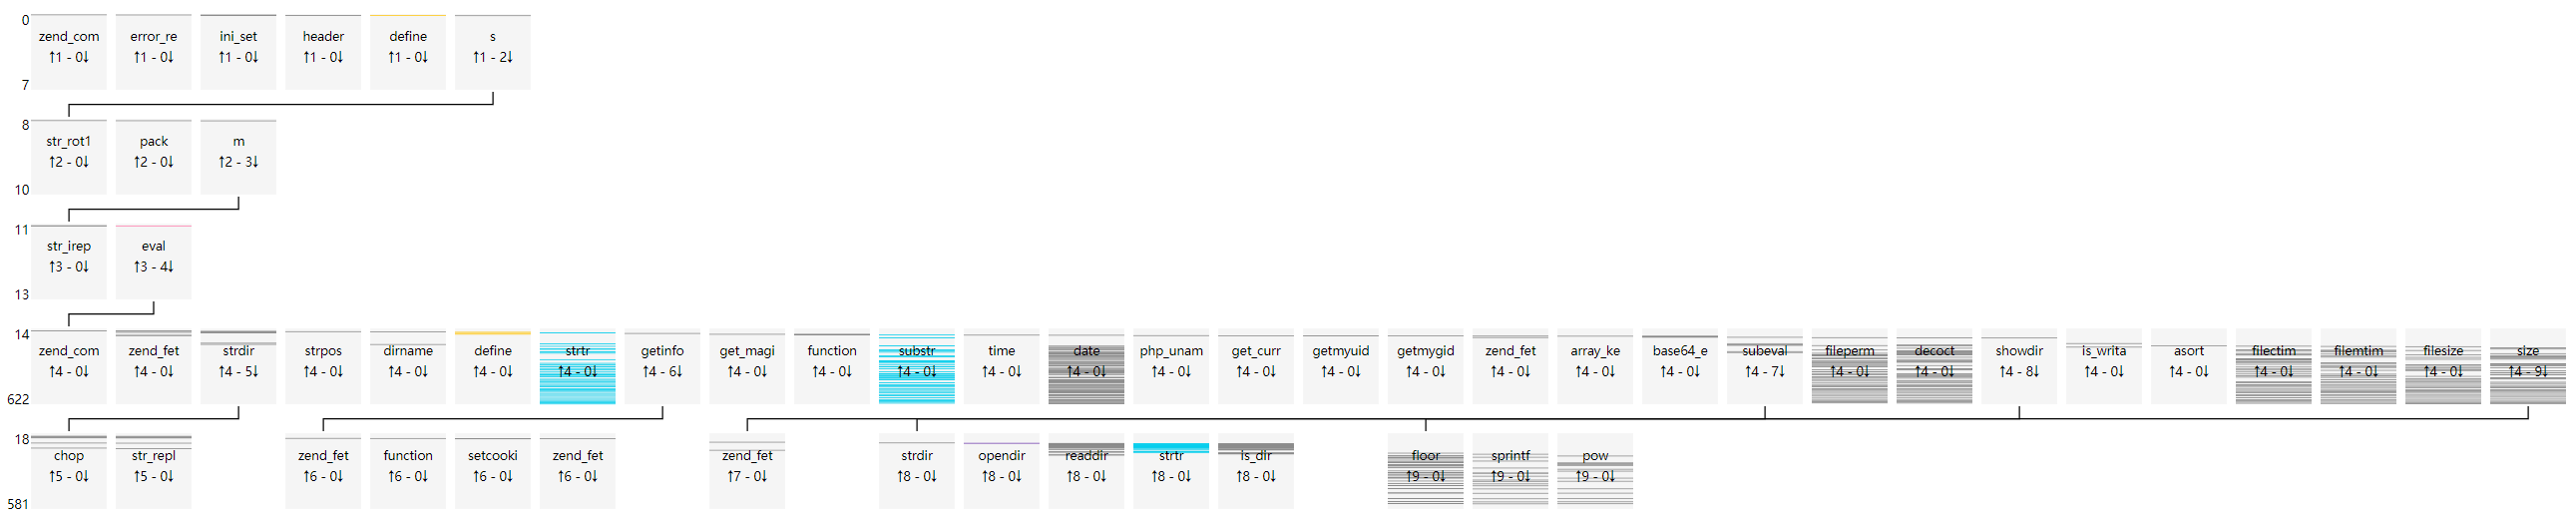 0
zend_com error_re ini_set header define s
↑1 - 0↓ ↑1 - 0↓ ↑1 - 0↓ ↑1 - 0↓ ↑1 - 0↓ ↑1 - 2↓
7
8
str_rot1 pack m
↑2 - 0↓ ↑2 - 0↓ ↑2 - 3↓
10
11
str_irep eval
↑3 - 0↓ ↑3 - 4↓
13
14
zend_com zend_fet strdir strpos dirname define strtr getinfo get_magi function substr time date php_unam get_curr getmyuid getmygid zend_fet array_ke base64_e subeval fileperm decoct showdir is_writa asort filectim filemtim filesize size
↑4 - 0↓ ↑4 - 0↓ ↑4 - 5↓ ↑4 - 0↓ ↑4 - 0↓ ↑4 - 0↓ ↑4 - 0↓ ↑4 - 6↓ ↑4 - 0↓ ↑4 - 0↓ ↑4 - 0↓ ↑4 - 0↓ ↑4 - 0↓ ↑4 - 0↓ ↑4 - 0↓ ↑4 - 0↓ ↑4 - 0↓ ↑4 - 0↓ ↑4 - 0↓ ↑4 - 0↓ ↑4 - 7↓ ↑4 - 0↓ ↑4 - 0↓ ↑4 - 8↓ ↑4 - 0↓ ↑4 - 0↓ ↑4 - 0↓ ↑4 - 0↓ ↑4 - 0↓ ↑4 - 9↓
622
18
chop str_repl zend_fet function setcooki zend_fet zend_fet strdir opendir readdir strtr is_dir floor sprintf pow
↑5 - 0↓ ↑5 - 0↓ ↑6 - 0↓ ↑6 - 0↓ ↑6 - 0↓ ↑6 - 0↓ ↑7 - 0↓ ↑8 - 0↓ ↑8 - 0↓ ↑8 - 0↓ ↑8 - 0↓ ↑8 - 0↓ ↑9 - 0↓ ↑9 - 0↓ ↑9 - 0↓
581